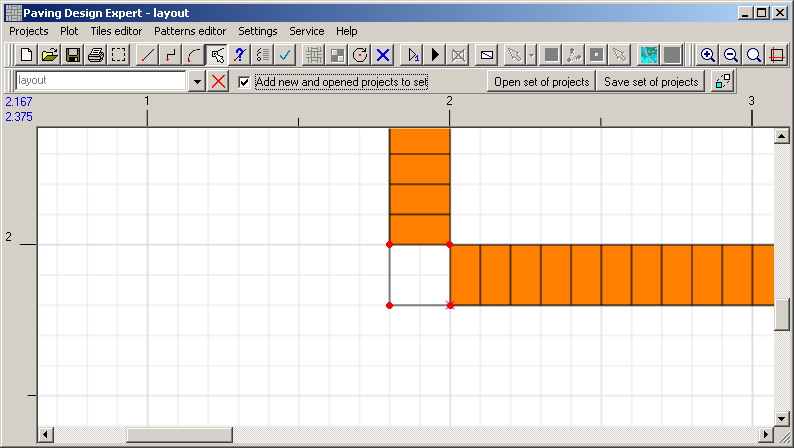 Paving Design Expert - layout
Projects Plot Tiles editor Patterns editor Settings Service Help
layout Add new and opened projects to set Open set of projects Save set of projects
2.167 1 2 3
2.375
2